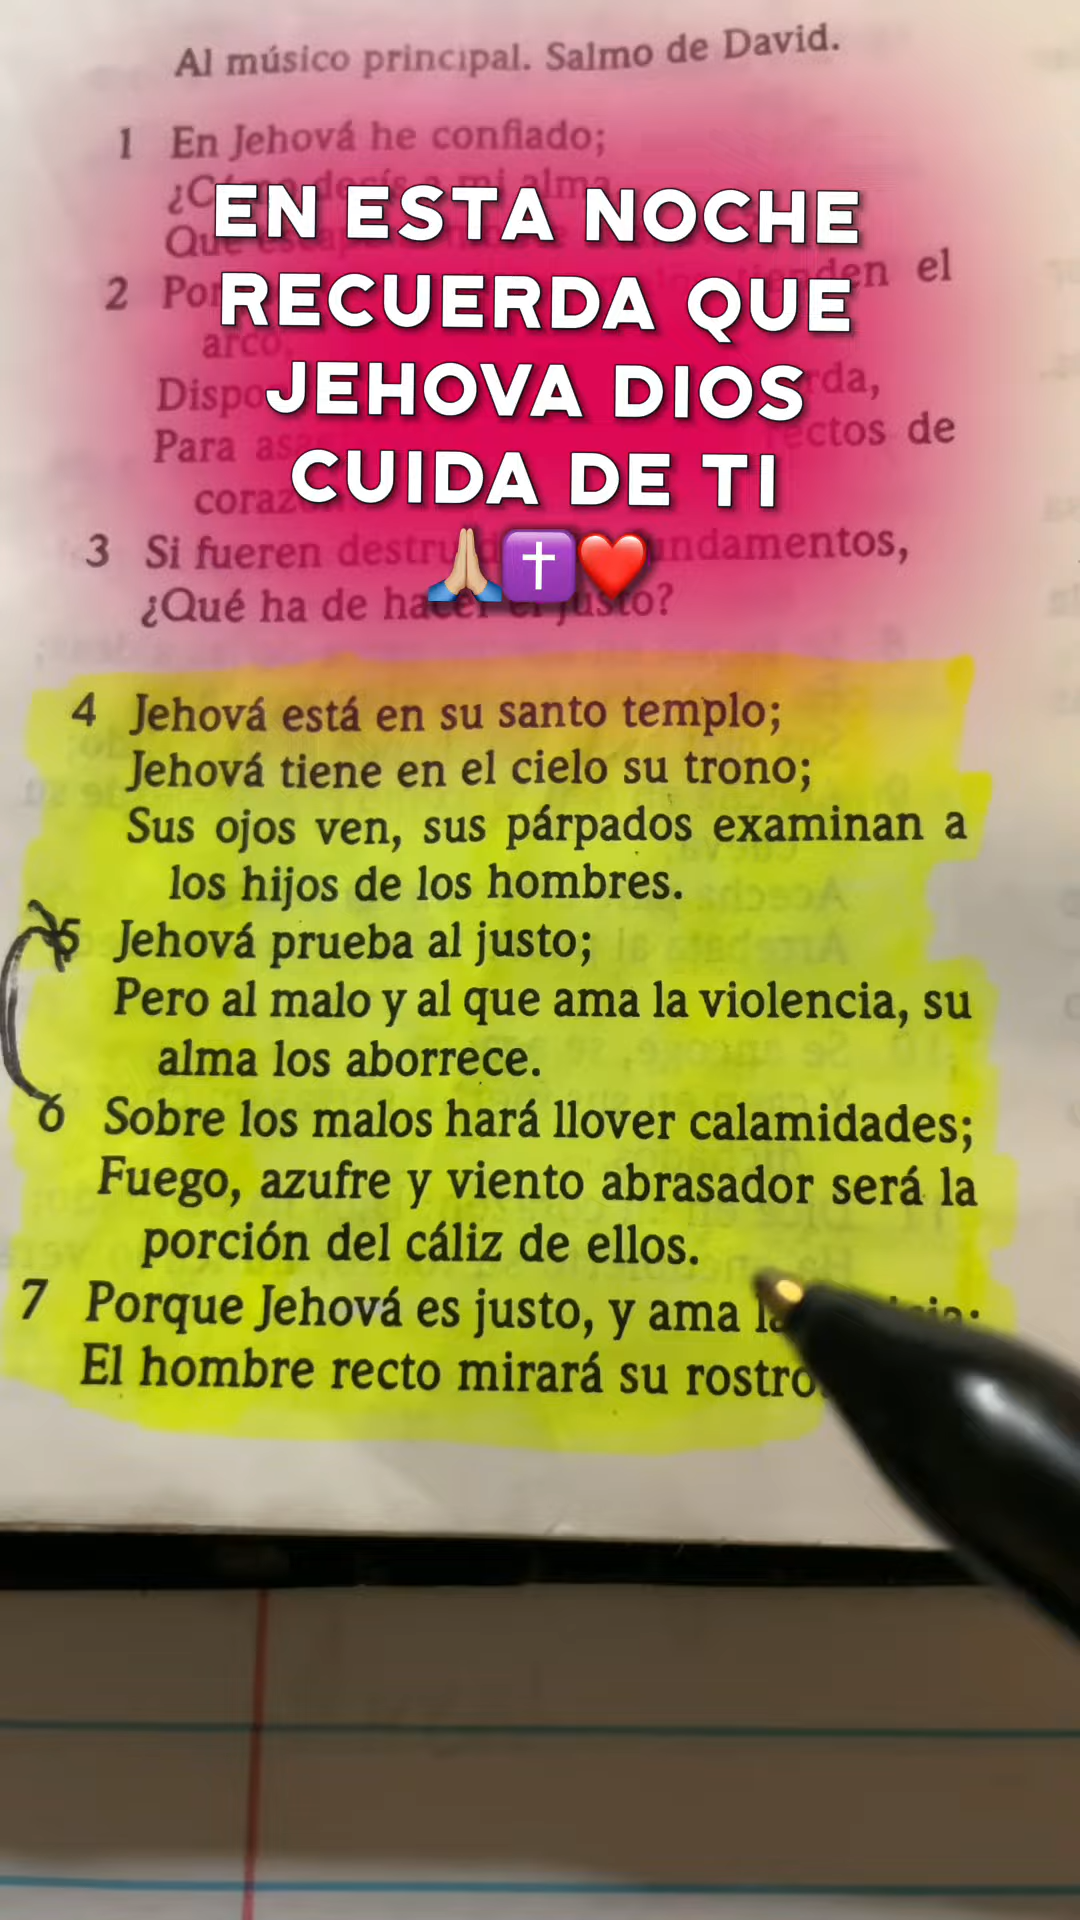 Al músico principal. Salmo de David.
1 En Jehová he confiado;
EN ESTA NOCHE
RECUERDA QUE
JEHOVA DIOS
CUIDA DE TI
2 el
arco,
Para de
3 Si fueren
¿Qué ha de
4 Jehová está en su santo templo;
Jehová tiene en el cielo su trono;
Sus ojos ven, sus párpados examinan a
los hijos de los hombres.
5 Jehová prueba al justo;
Pero al malo y al que ama la violencia, su
alma los aborrece.
6 Sobre los malos hará llover calamidades;
Fuego, azufre y viento abrasador será la
porción del cáliz de ellos.
7 Porque Jehová es justo, y ama
El hombre recto mirará su rostro.